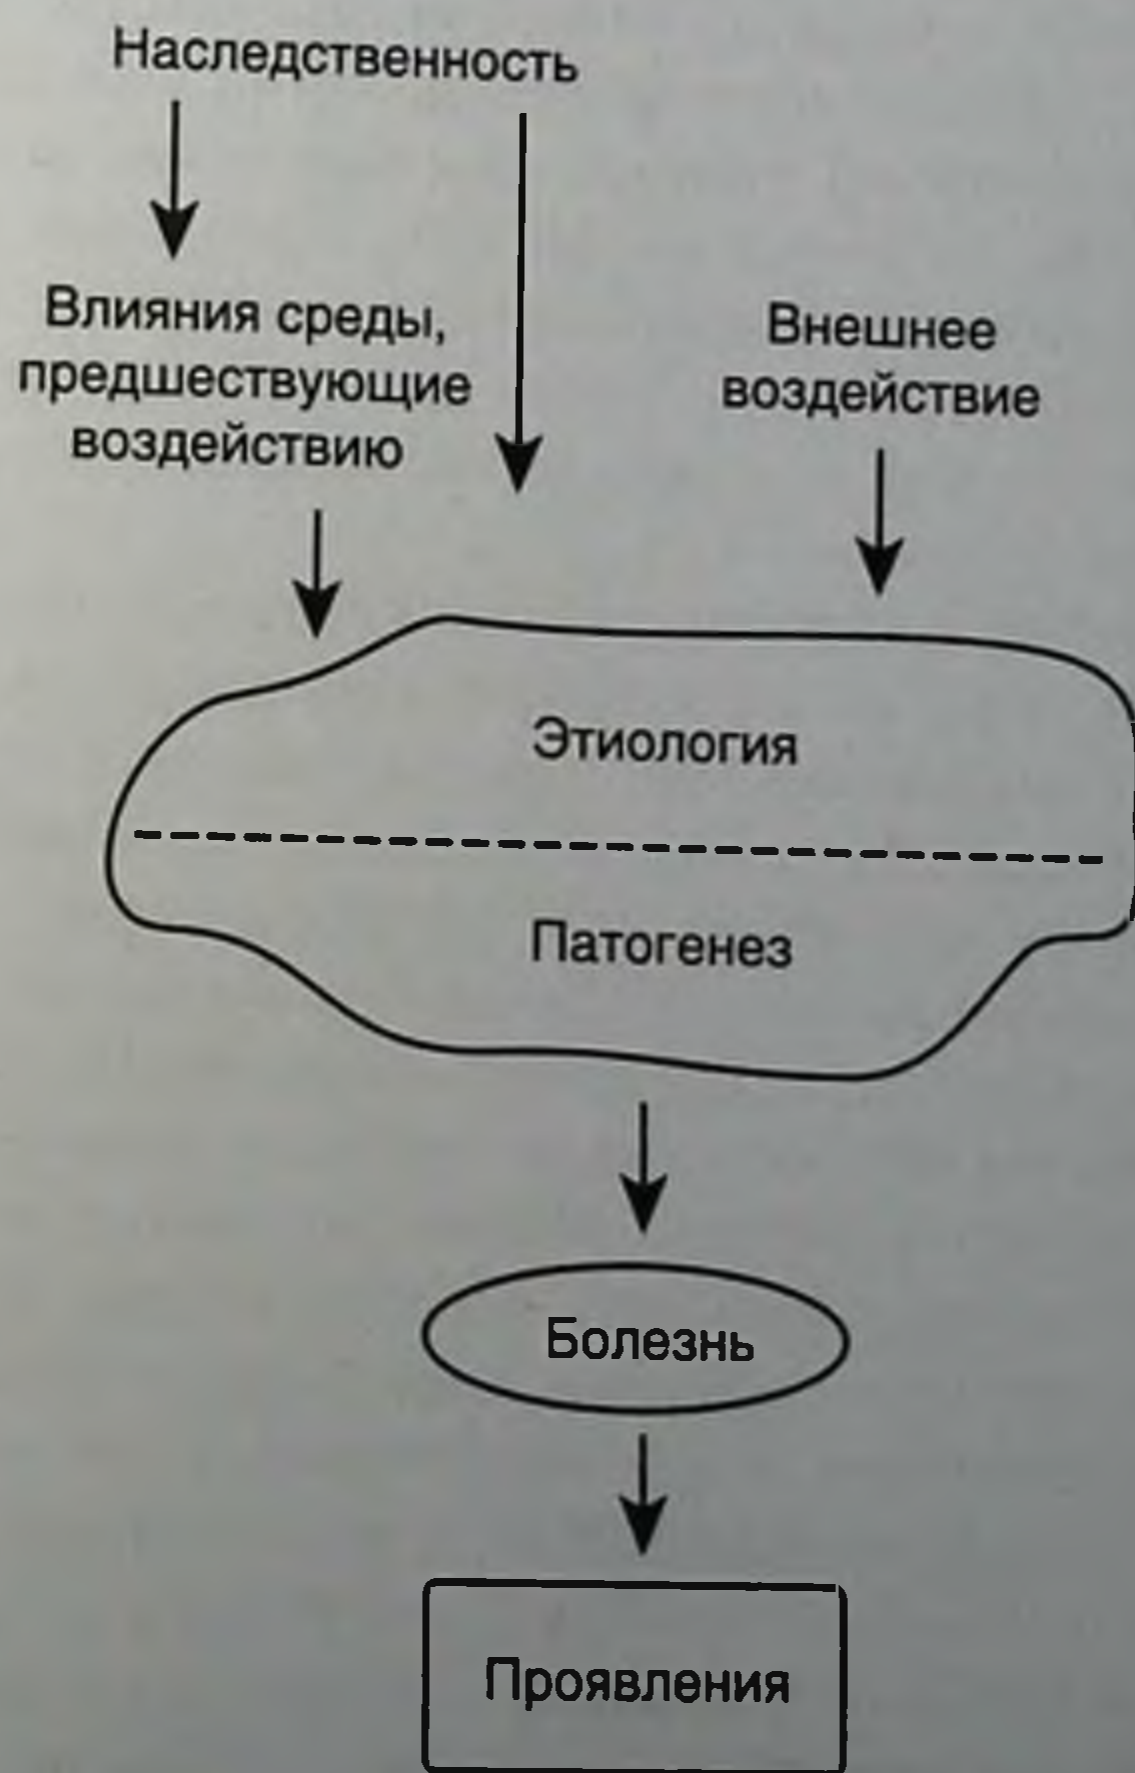 Наследственность
Влияния среды,
предшествующие
воздействию
Внешнее
воздействие
Этиология
Патогенез
Болезнь
Проявления